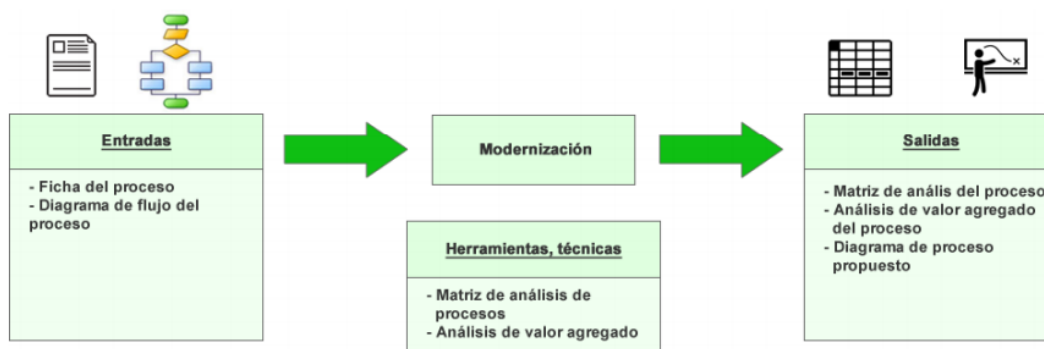 Entradas
- Ficha del proceso
- Diagrama de flujo del
proceso
Modernización
Herramientas, técnicas
- Matriz de análisis de
procesos
- Análisis de valor agregado
Salidas
- Matriz de anális del proceso
- Análisis de valor agregado
del proceso
- Diagrama de proceso
propuesto